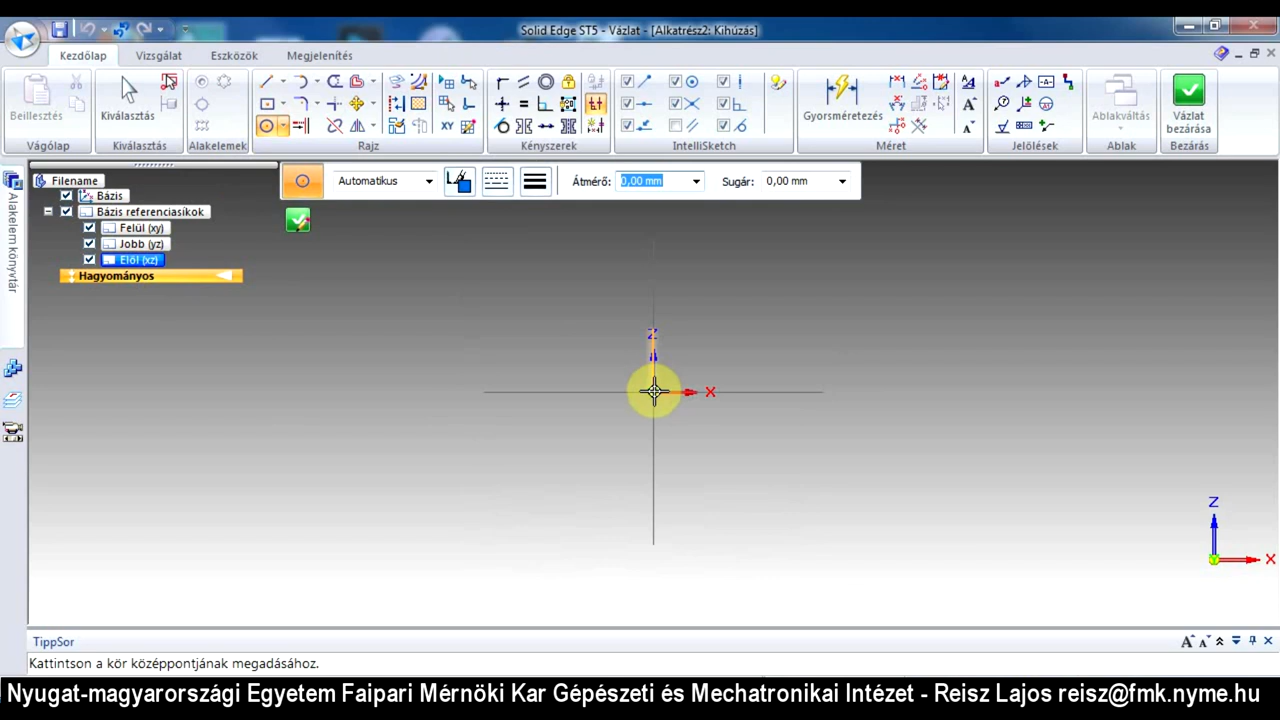 Solid Edge ST5 - Vázlat - [Alkatrész2: Kihúzás]
Kezdőlap Vizsgálat Eszközök Megjelenítés
Beillesztés
Kiválasztás
XY
Gyorsméretezés
A
A
A
Ablakváltás
Vázlat bezárása
Vágólap Kiválasztás Alakelemek Rajz Kényszerek IntelliSketch Méret Jelölések Ablak Bezárás
Alakelem könyvtár
Filename
Automatikus
Átmérő: 0,00 mm Sugár: 0,00 mm
Bázis
Bázis referenciasíkok
Felül (xy)
Jobb (yz)
Elöl (xz)
Hagyományos
Z
X
Z
X
TippSor
Kattintson a kör középpontjának megadásához.
Nyugat-magyarországi Egyetem Faipari Mérnöki Kar Gépészeti és Mechatronikai Intézet - Reisz Lajos reisz@fmk.nyme.hu